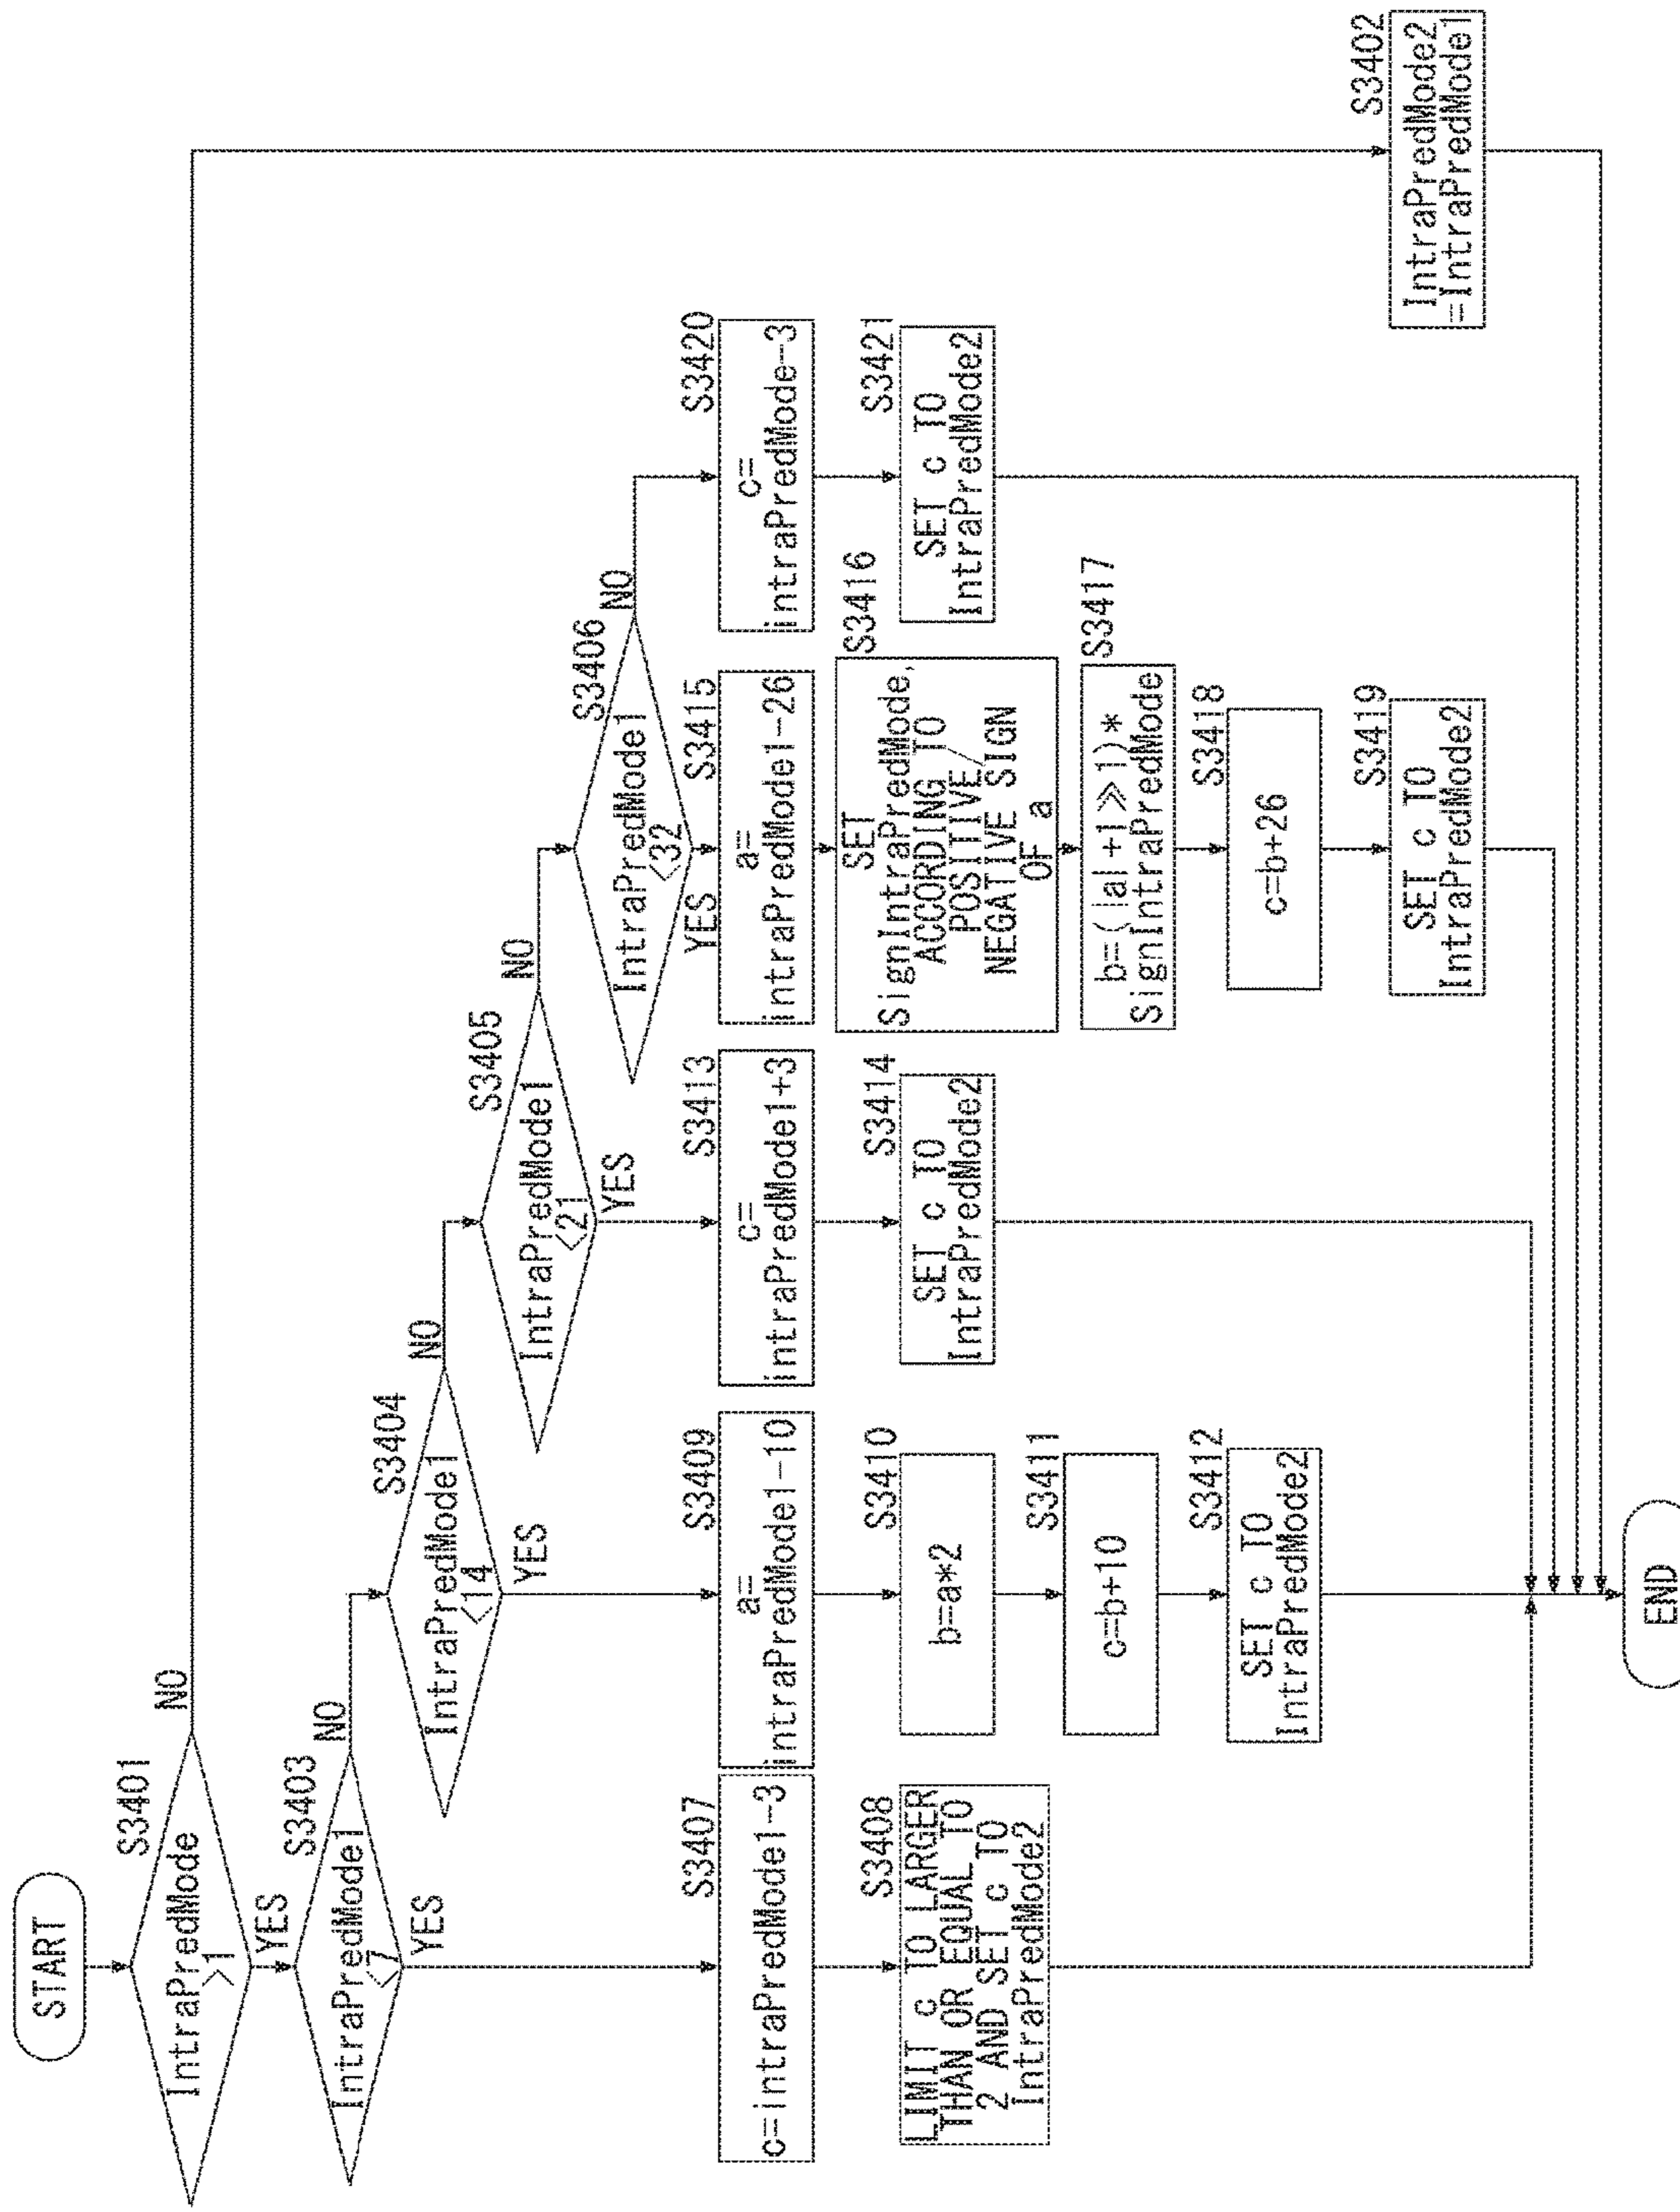 START
S3401
IntraPredMode
>1
NO
YES
S3403
IntraPredMode1
<7
NO
YES
S3404
IntraPredMode1
<14
NO
YES
S3405
IntraPredMode1
<21
NO
YES
S3406
IntraPredMode1
<32
NO
YES
S3407
c=intraPredMode1-3
S3408
LIMIT c TO LARGER
THAN OR EQUAL TO
2 AND SET c TO
IntraPredMode2
S3409
a=
intraPredMode1-10
S3410
b=a*2
S3411
c=b+10
S3412
SET c TO
IntraPredMode2
S3413
c=
intraPredMode1+3
S3414
SET c TO
IntraPredMode2
S3415
a=
intraPredMode1-26
S3416
SET
SignIntraPredMode,
ACCORDING TO
POSITIVE /
NEGATIVE SIGN
OF a
S3417
b=(|a|+1>>1)*
SignIntraPredMode
S3418
c=b+26
S3419
SET c TO
IntraPredMode2
S3420
c=
intraPredMode-3
S3421
SET c TO
IntraPredMode2
S3402
IntraPredMode2
=IntraPredMode1
END